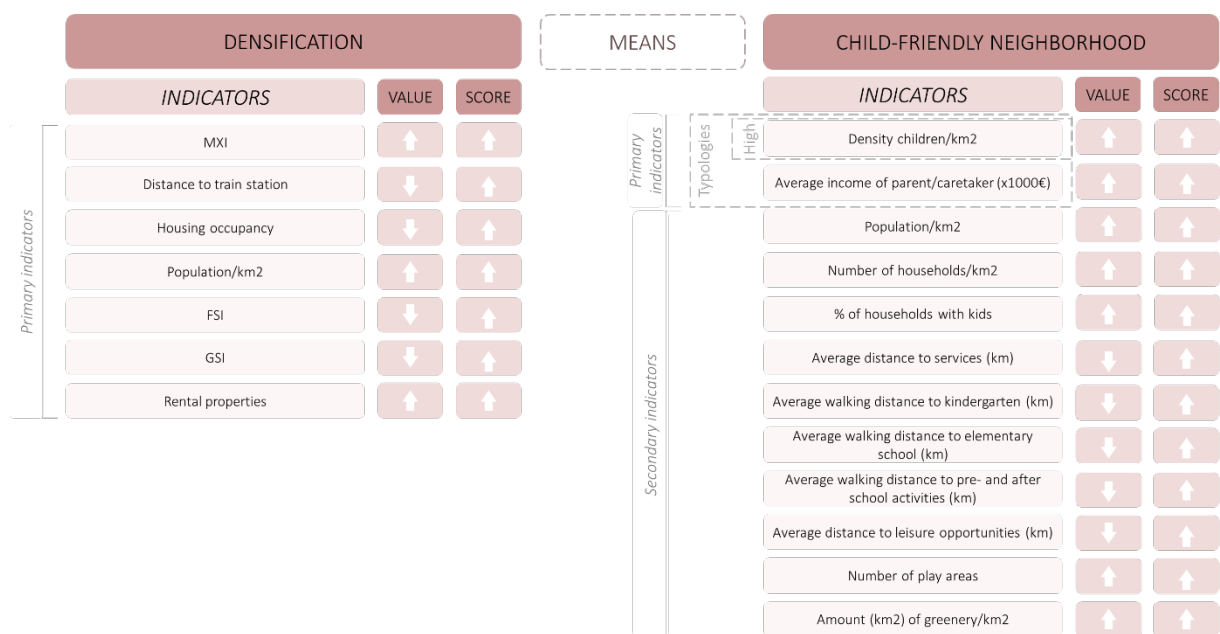 DENSIFICATION
MEANS
CHILD-FRIENDLY NEIGHBORHOOD
INDICATORS
VALUE
SCORE
Primary indicators
MXI
Distance to train station
Housing occupancy
Population/km2
FSI
GSI
Rental properties
INDICATORS
VALUE
SCORE
Primary
indicators
Typologies
High
Density children/km2
Average income of parent/caretaker (x1000€)
Secondary indicators
Population/km2
Number of households/km2
% of households with kids
Average distance to services (km)
Average walking distance to kindergarten (km)
Average walking distance to elementary
school (km)
Average walking distance to pre- and after
school activities (km)
Average distance to leisure opportunities (km)
Number of play areas
Amount (km2) of greenery/km2